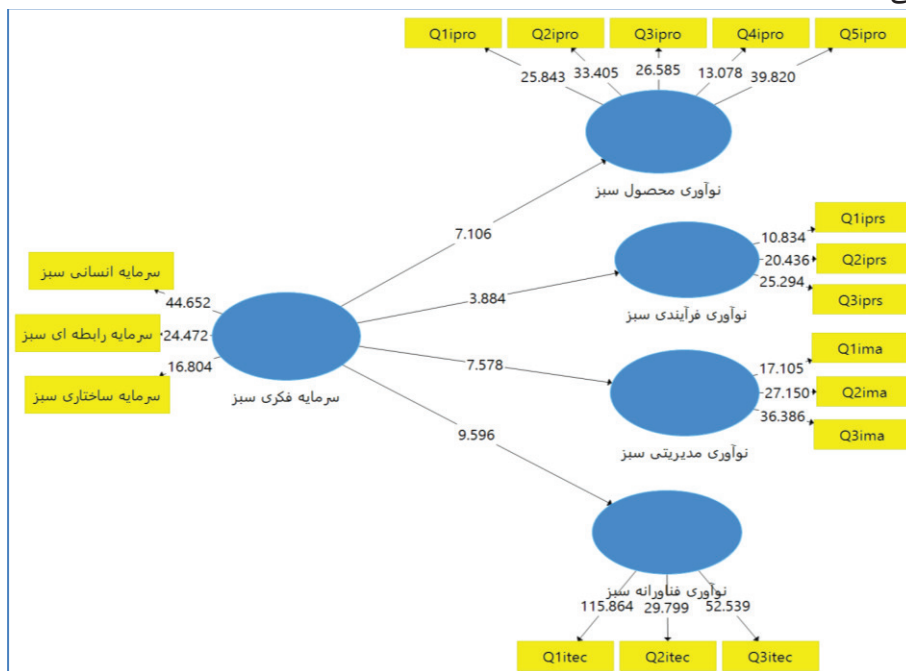 Q1ipro Q2ipro Q3ipro Q4ipro Q5ipro
25.843 33.405 26.585 13.078 39.820
نوآوری محصول سبز
7.106
Q1iprs
10.834
Q2iprs
20.436
25.294
Q3iprs
نوآوری فرآیندی سبز
3.884
سرمایه انسانی سبز
44.652
سرمایه رابطه ای سبز
24.472
16.804
سرمایه ساختاری سبز
سرمایه فکری سبز
7.578
Q1ima
17.105
Q2ima
27.150
36.386
Q3ima
نوآوری مدیریتی سبز
9.596
نوآوری فناورانه سبز
115.864 29.799 52.539
Q1itec Q2itec Q3itec